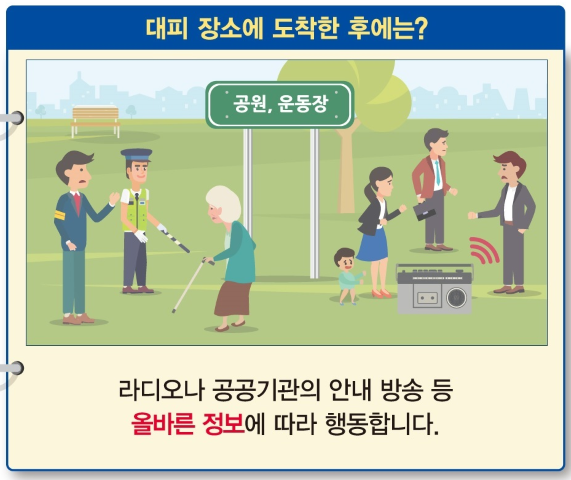 대피 장소에 도착한 후에는?
공원, 운동장
라디오나 공공기관의 안내 방송 등
올바른 정보에 따라 행동합니다.